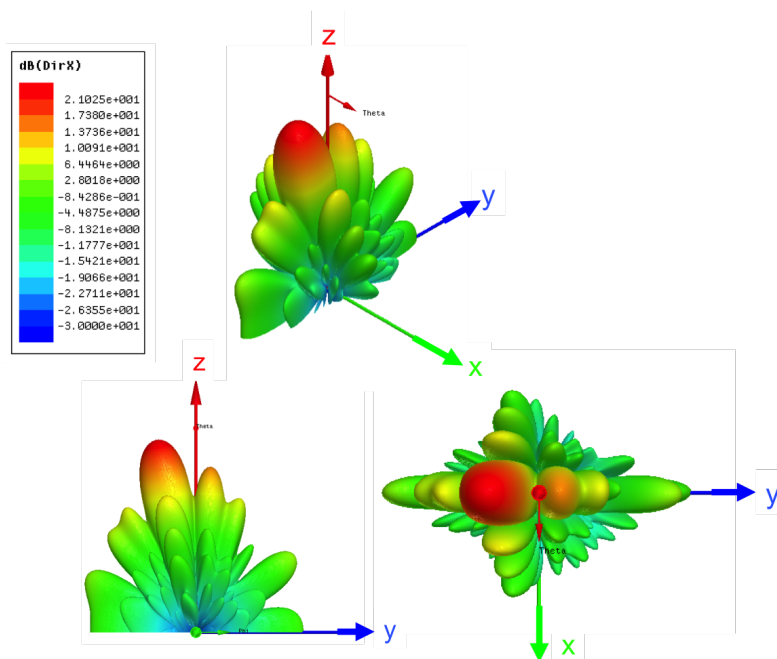 z
dB(DirX)
2.1025e+001
1.7380e+001
1.3736e+001
1.0091e+001
6.4464e+000
2.8018e+000
-8.4286e-001
-4.4875e+000
-8.1321e+000
-1.1777e+001
-1.5421e+001
-1.9066e+001
-2.2711e+001
-2.6355e+001
-3.0000e+001
Theta
y
x
z
Theta
Phi
y
y
Theta
x